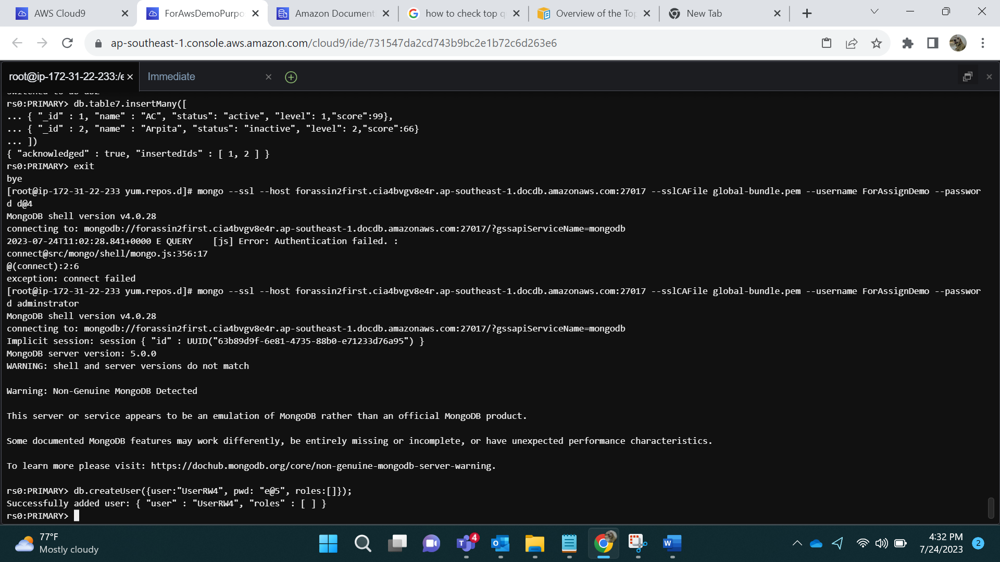 AWS Cloud9
ForAwsDemoPurpo
Amazon Document
how to check top q
Overview of the Top
New Tab
ap-southeast-1.console.aws.amazon.com/cloud9/ide/731547da2cd743b9bc2e1b72c6d263e6
root@ip-172-31-22-233:/e
Immediate
switched to db db2
rs0:PRIMARY> db.table7.insertMany([
... { "_id" : 1, "name" : "AC", "status": "active", "level": 1,"score":99},
... { "_id" : 2, "name" : "Arpita", "status": "inactive", "level": 2,"score":66}
... ])
{ "acknowledged" : true, "insertedIds" : [ 1, 2 ] }
rs0:PRIMARY> exit
bye
[root@ip-172-31-22-233 yum.repos.d]# mongo --ssl --host forassin2first.cia4bvgv8e4r.ap-southeast-1.docdb.amazonaws.com:27017 --sslCAFile global-bundle.pem --username ForAssignDemo --passwor
d d@4
MongoDB shell version v4.0.28
connecting to: mongodb://forassin2first.cia4bvgv8e4r.ap-southeast-1.docdb.amazonaws.com:27017/?gssapiServiceName=mongodb
2023-07-24T11:02:28.841+0000 E QUERY    [js] Error: Authentication failed. :
connect@src/mongo/shell/mongo.js:356:17
@(connect):2:6
exception: connect failed
[root@ip-172-31-22-233 yum.repos.d]# mongo --ssl --host forassin2first.cia4bvgv8e4r.ap-southeast-1.docdb.amazonaws.com:27017 --sslCAFile global-bundle.pem --username ForAssignDemo --passwor
d adminstrator
MongoDB shell version v4.0.28
connecting to: mongodb://forassin2first.cia4bvgv8e4r.ap-southeast-1.docdb.amazonaws.com:27017/?gssapiServiceName=mongodb
Implicit session: session { "id" : UUID("63b89d9f-6e81-4735-88b0-e71233d76a95") }
MongoDB server version: 5.0.0
WARNING: shell and server versions do not match
Warning: Non-Genuine MongoDB Detected
This server or service appears to be an emulation of MongoDB rather than an official MongoDB product.
Some documented MongoDB features may work differently, be entirely missing or incomplete, or have unexpected performance characteristics.
To learn more please visit: https://dochub.mongodb.org/core/non-genuine-mongodb-server-warning.
rs0:PRIMARY> db.createUser({user:"UserRW4", pwd: "e@5", roles:[]});
Successfully added user: { "user" : "UserRW4", "roles" : [ ] }
rs0:PRIMARY>
77°F
Mostly cloudy
4
4:32 PM
7/24/2023
2